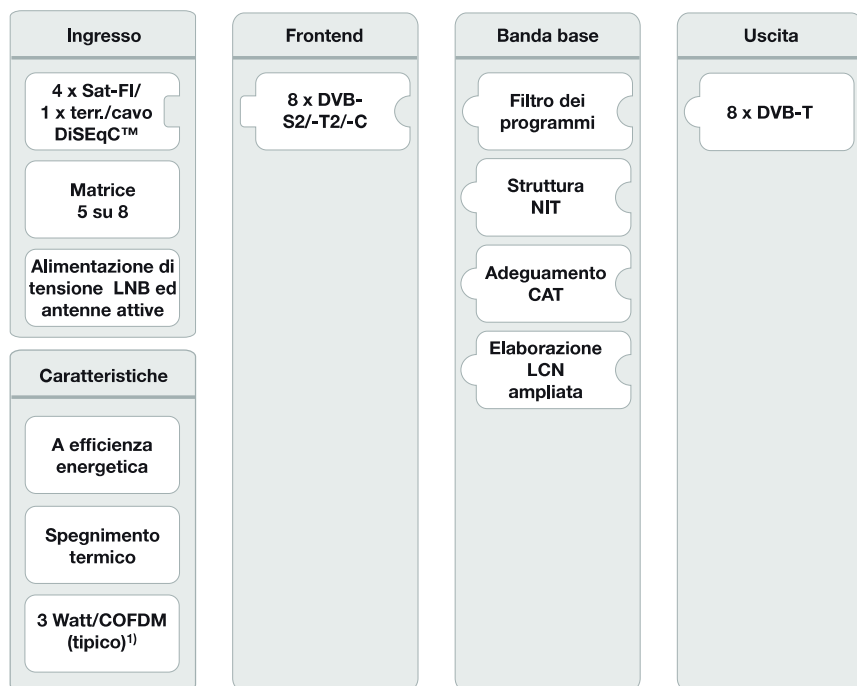 Ingresso
4 x Sat-FI/
1 x terr./cavo
DiSEqC™
Matrice
5 su 8
Alimentazione di
tensione LNB ed
antenne attive
Caratteristiche
A efficienza
energetica
Spegnimento
termico
3 Watt/COFDM
(tipico)1)
Frontend
8 x DVB-
S2/-T2/-C
Banda base
Filtro dei
programmi
Struttura
NIT
Adeguamento
CAT
Elaborazione
LCN
ampliata
Uscita
8 x DVB-T